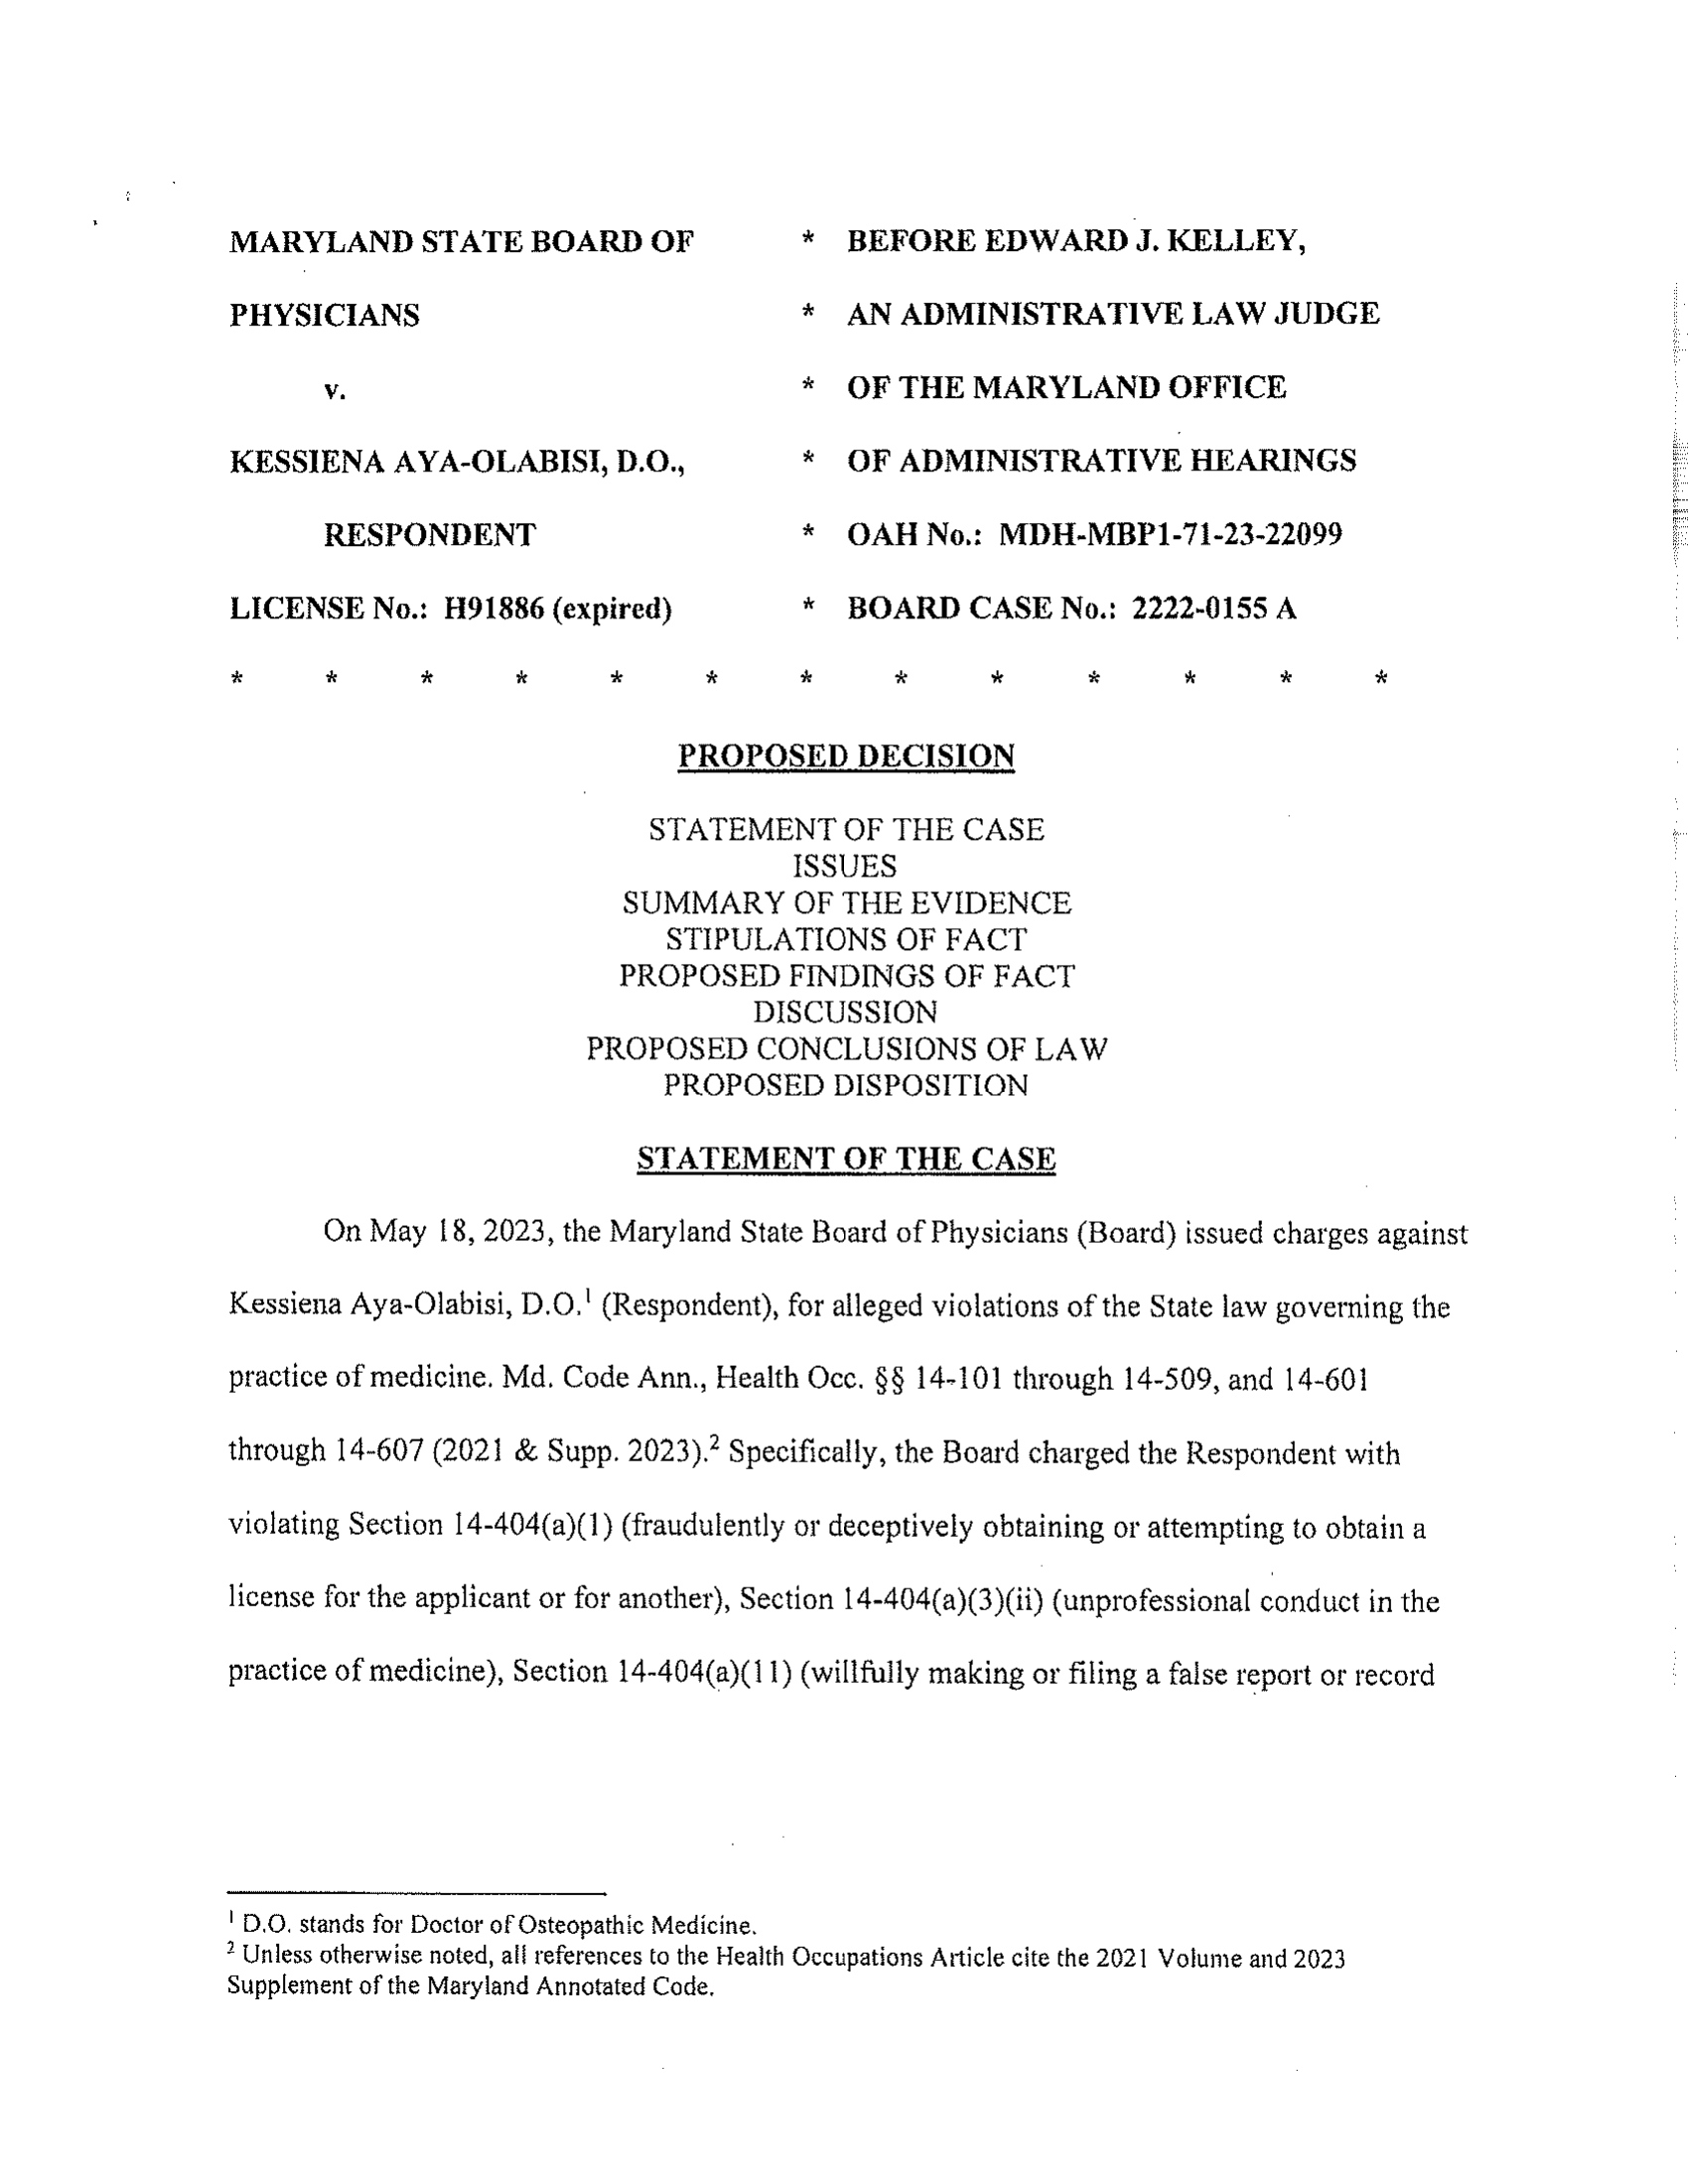 MARYLAND STATE BOARD OF * BEFORE EDWARD J. KELLEY,
PHYSICIANS * AN ADMINISTRATIVE LAW JUDGE
v. * OF THE MARYLAND OFFICE
KESSIENA AYA-OLABISI, D.O., * OF ADMINISTRATIVE HEARINGS
RESPONDENT * OAH No.: MDH-MBP1-71-23-22099
LICENSE No.: H91886 (expired) * BOARD CASE No.: 2222-0155 A
* * * * * * * * * * * * *
PROPOSED DECISION
STATEMENT OF THE CASE
ISSUES
SUMMARY OF THE EVIDENCE
STIPULATIONS OF FACT
PROPOSED FINDINGS OF FACT
DISCUSSION
PROPOSED CONCLUSIONS OF LAW
PROPOSED DISPOSITION
STATEMENT OF THE CASE
On May 18, 2023, the Maryland State Board of Physicians (Board) issued charges against
Kessiena Aya-Olabisi, D.O.¹ (Respondent), for alleged violations of the State law governing the
practice of medicine. Md. Code Ann., Health Occ. §§ 14-101 through 14-509, and 14-601
through 14-607 (2021 & Supp. 2023).² Specifically, the Board charged the Respondent with
violating Section 14-404(a)(1) (fraudulently or deceptively obtaining or attempting to obtain a
license for the applicant or for another), Section 14-404(a)(3)(ii) (unprofessional conduct in the
practice of medicine), Section 14-404(a)(11) (willfully making or filing a false report or record
¹ D.O. stands for Doctor of Osteopathic Medicine.
² Unless otherwise noted, all references to the Health Occupations Article cite the 2021 Volume and 2023
Supplement of the Maryland Annotated Code.